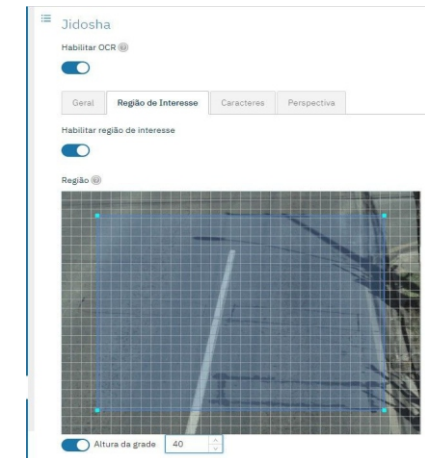 Jidosha
Habilitar OCR
Geral Região de Interesse Caracteres Perspectiva
Habilitar região de interesse
Região
Altura da grade 40